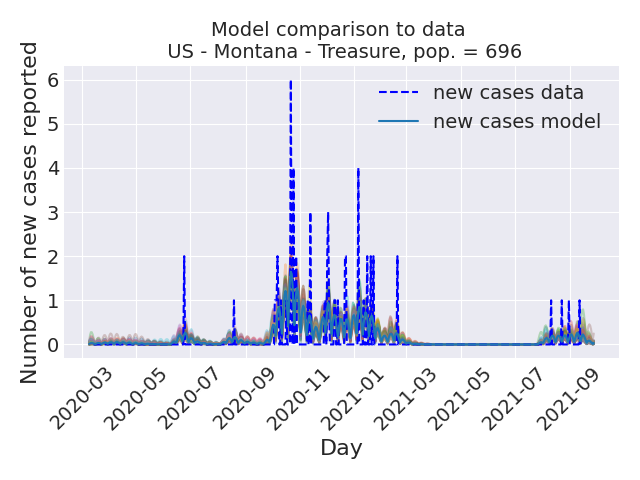 Model comparison to data
US - Montana - Treasure, pop. = 696
Number of new cases reported
6
5
4
3
2
1
0
new cases data
new cases model
2020-03
2020-05
2020-07
2020-09
2020-11
2021-01
2021-03
2021-05
2021-07
2021-09
Day